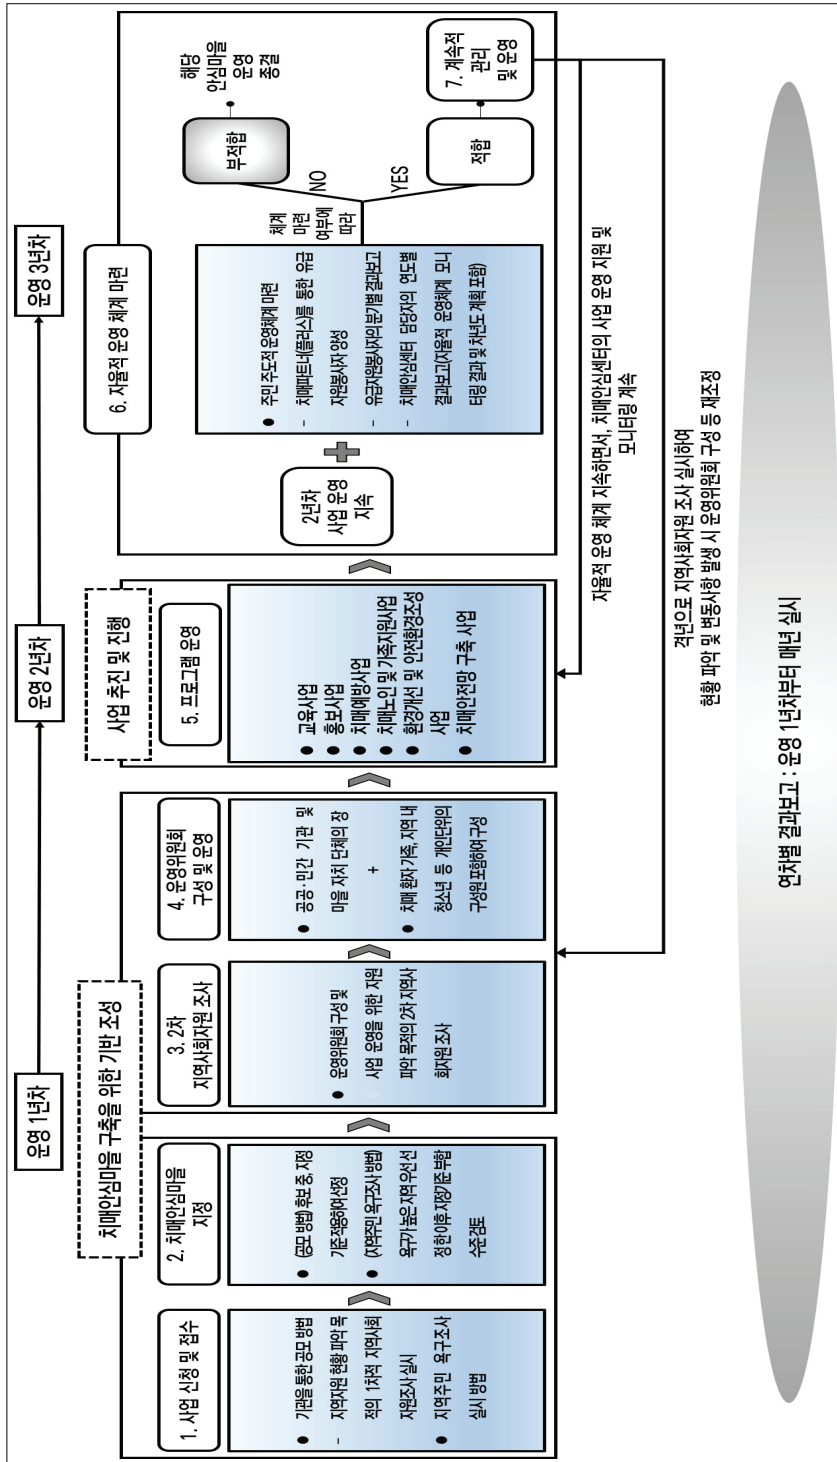 운영 1년차
운영 2년차
운영 3년차
치매안심마을 구축을 위한 기반 조성
사업 추진 및 진행
1. 사업 신청 및 접수
● 기관을 통한 공모 방법
- 지역자원 현황 파악 목
적의 1차적 지역사회
자원조사 실시
● 지역주민 욕구조사
실시 방법
2. 치매안심마을
지정
● (공모 방법) 후보 중, 지정
기준 적용하여 선정
● (지역주민 욕구조사 방법)
욕구가 높은 지역 우선 선
정한 이후 지정기준 부합
수준 검토
3. 2차
지역사회자원 조사
● 운영위원회 구성 및
사업 운영을 위한 자원
파악 목적의 2차 지역사
회자원 조사
4. 운영위원회
구성 및 운영
● 공공·민간 기관 및
마을 자치 단체의 장
+
● 치매 환자 가족, 지역 내
청소년 등 개인단위의
구성원 포함하여 구성
5. 프로그램 운영
● 교육사업
● 홍보사업
● 치매예방사업
● 치매노인 및 가족지원사업
● 환경개선 및 안전환경조성
사업
● 치매안전망 구축 사업
6. 자율적 운영 체계 마련
2년차
사업 운영
지속
● 주민 주도적 운영체계 마련
- 치매파트너(플러스)를 통한 유급
자원봉사자 양성
- 유급자원봉사자의 분기별 결과보고
- 치매안심센터 담당자의 연도별
결과보고(자율적 운영체계 모니
터링 결과 및 차년도 계획 포함)
체계
마련
여부에
따라
NO
YES
부적합
적합
해당
안심마을
운영
종결
7. 계속적
관리
및 운영
자율적 운영 체계 지속하면서, 치매안심센터의 사업 운영 지원 및
모니터링 계속
격년으로 지역사회자원 조사 실시하여
현황 파악 및 변동사항 발생 시 운영위원회 구성 등 재조정
연차별 결과보고 : 운영 1년차부터 매년 실시